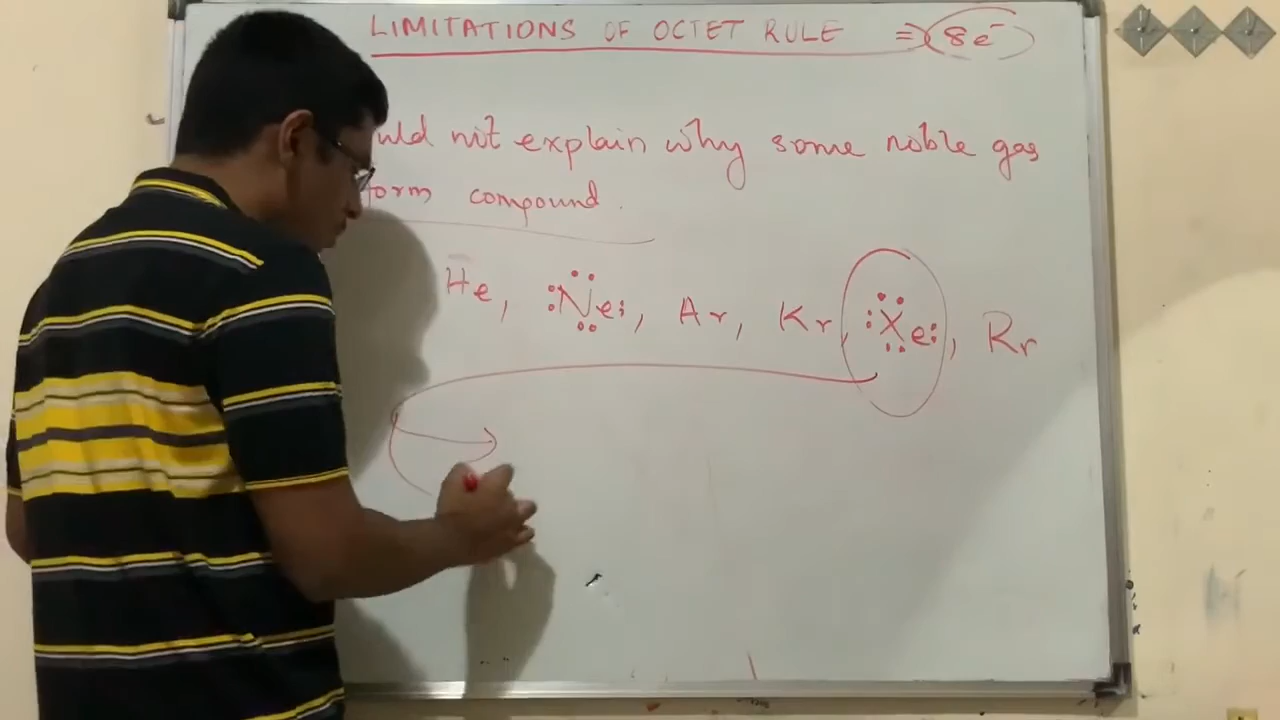 LIMITATIONS OF OCTET RULE ⇒ 8e⁻
uld not explain why some noble gas
form compound.
He, Ne, Ar, Kr, Xe, Rr